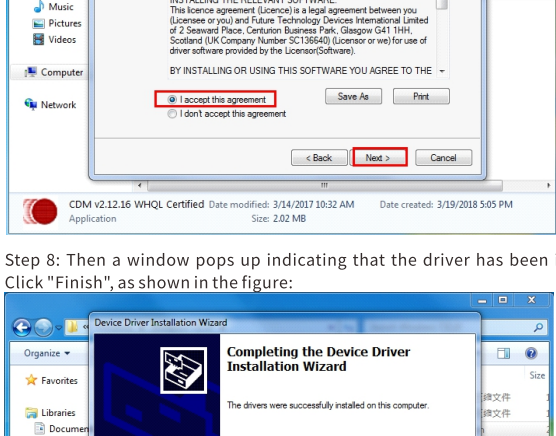 Music
Pictures
Videos
Computer
Network
INSTALLING THE RELEVANT SOFTWARE.
This licence agreement (Licence) is a legal agreement between you
(Licensee or you) and Future Technology Devices International Limited
of 2 Seaward Place, Centurion Business Park, Glasgow G41 1HH,
Scotland (UK Company Number SC136640) (Licensor or we) for use of
driver software provided by the Licensor(Software).
BY INSTALLING OR USING THIS SOFTWARE YOU AGREE TO THE
I accept this agreement
Save As
Print
I don't accept this agreement
< Back
Next >
Cancel
CDM v2.12.16 WHQL Certified Date modified: 3/14/2017 10:32 AM Date created: 3/19/2018 5:05 PM
Application Size: 2.02 MB
Step 8: Then a window pops up indicating that the driver has been
Click "Finish", as shown in the figure:
Device Driver Installation Wizard
Organize
Favorites
Libraries
Documen
Completing the Device Driver
Installation Wizard
The drivers were successfully installed on this computer.
Size
文件
文件